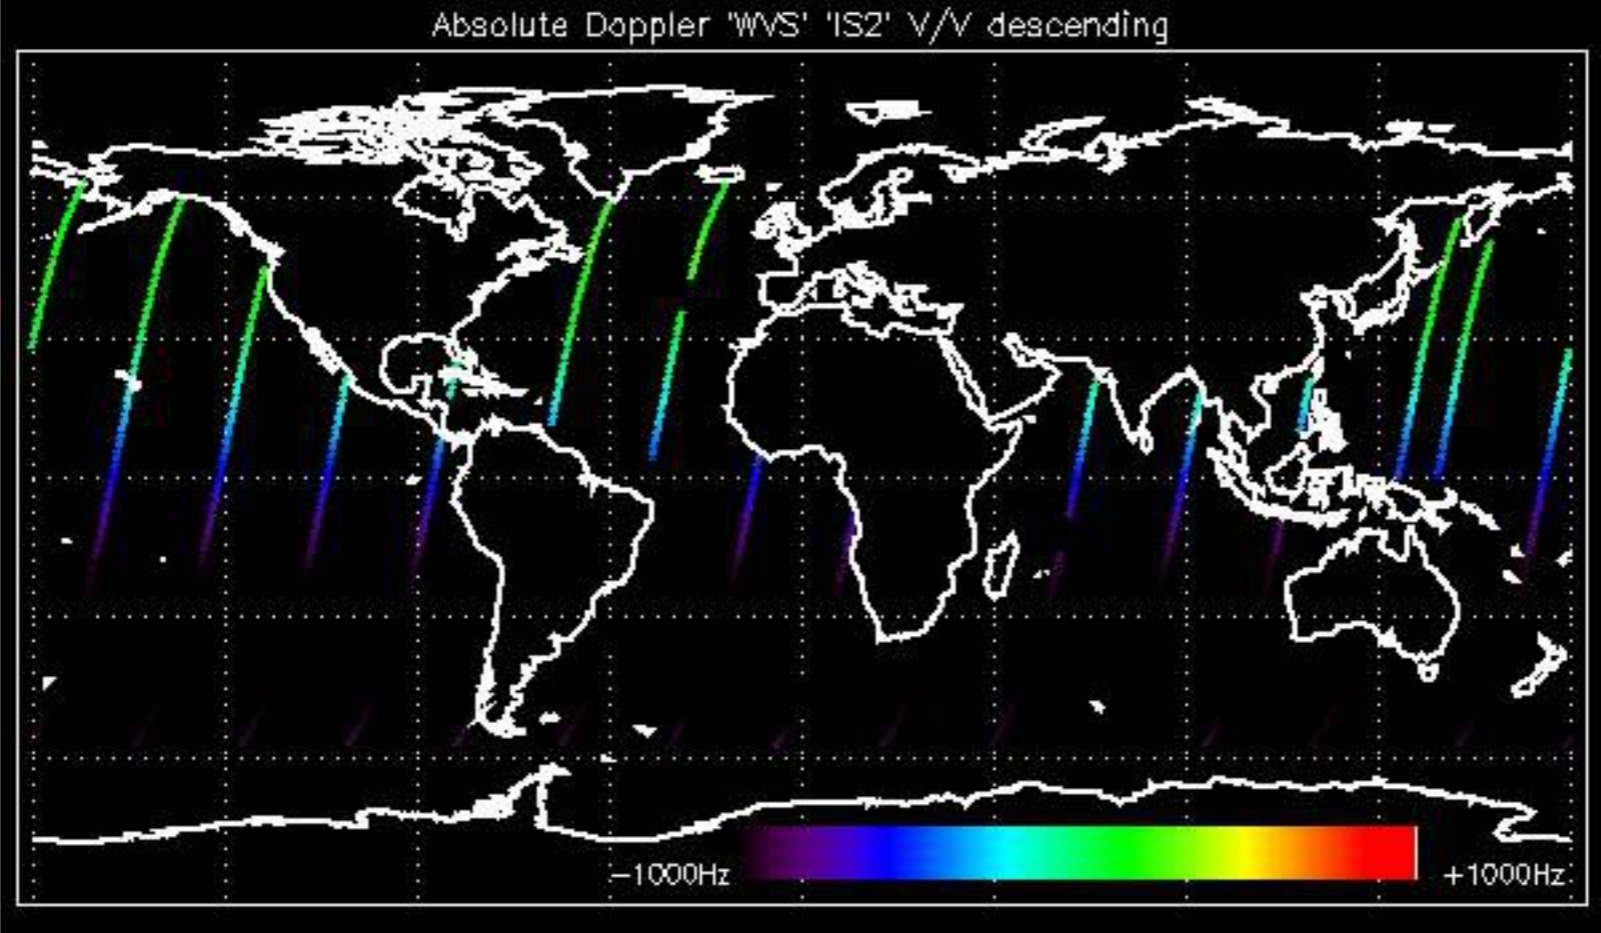 Absolute Doppler 'WVS' 'IS2' V/V descending
−1000Hz +1000Hz